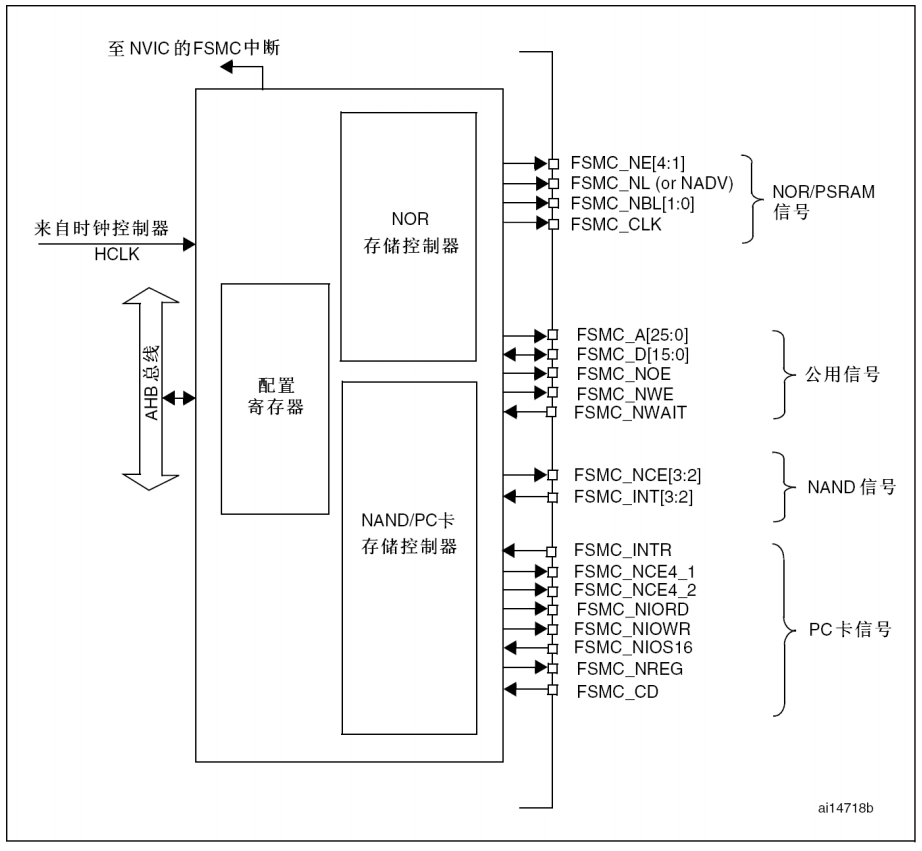 至 NVIC 的FSMC中断
来自时钟控制器
HCLK
AHB 总线
配置
寄存器
NOR
存储控制器
NAND/PC卡
存储控制器
FSMC_NE[4:1]
FSMC_NL (or NADV)
FSMC_NBL[1:0]
FSMC_CLK
NOR/PSRAM
信号
FSMC_A[25:0]
FSMC_D[15:0]
FSMC_NOE
FSMC_NWE
FSMC_NWAIT
公用信号
FSMC_NCE[3:2]
FSMC_INT[3:2]
NAND 信号
FSMC_INTR
FSMC_NCE4_1
FSMC_NCE4_2
FSMC_NIORD
FSMC_NIOWR
FSMC_NIOS16
FSMC_NREG
FSMC_CD
PC卡信号
ai14718b